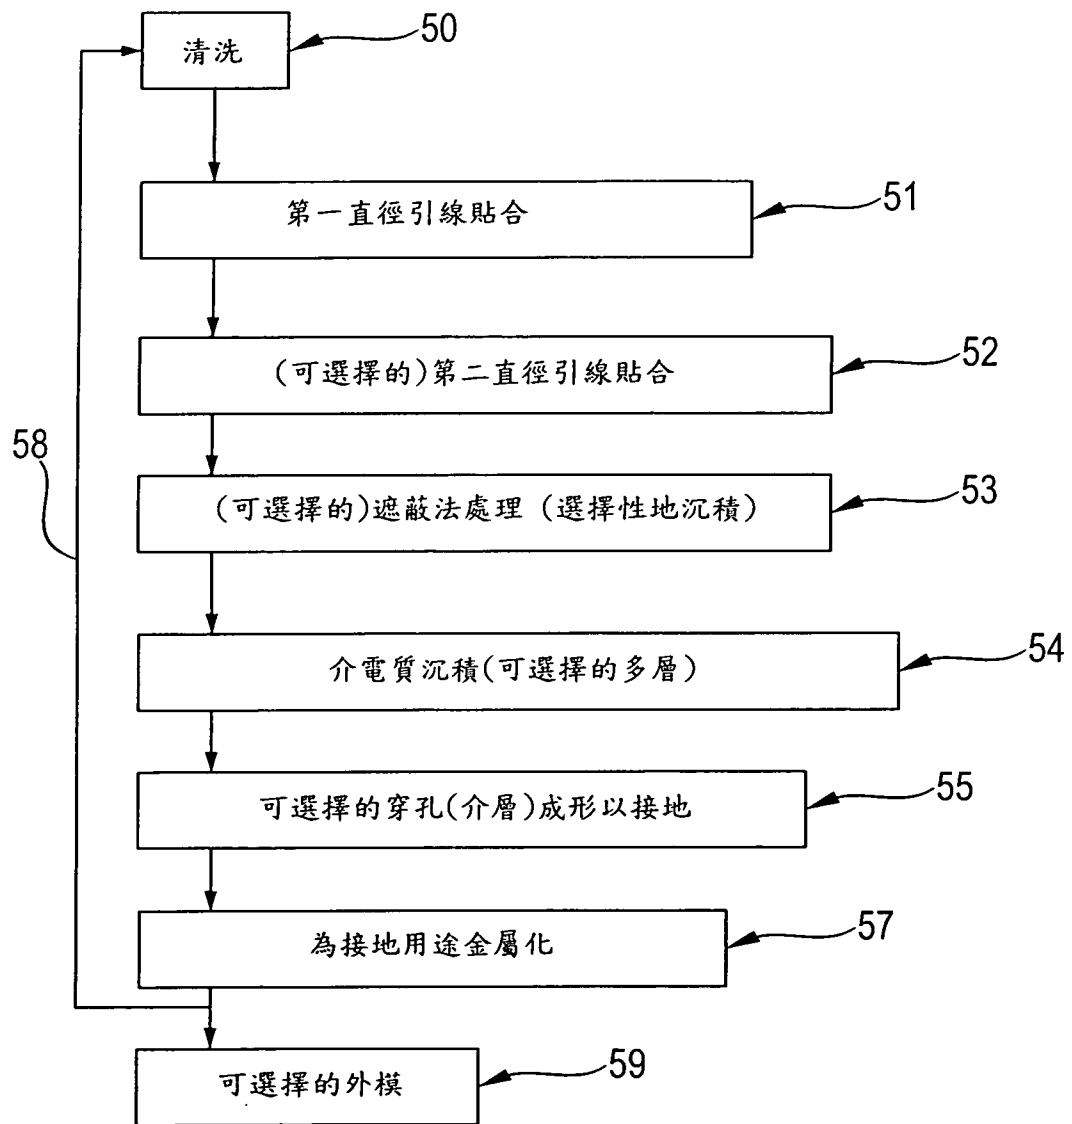 清洗
50
第一直徑引線貼合
51
(可選擇的)第二直徑引線貼合
52
58
(可選擇的)遮蔽法處理 (選擇性地沉積)
53
介電質沉積(可選擇的多層)
54
可選擇的穿孔(介層)成形以接地
55
為接地用途金屬化
57
可選擇的外模
59